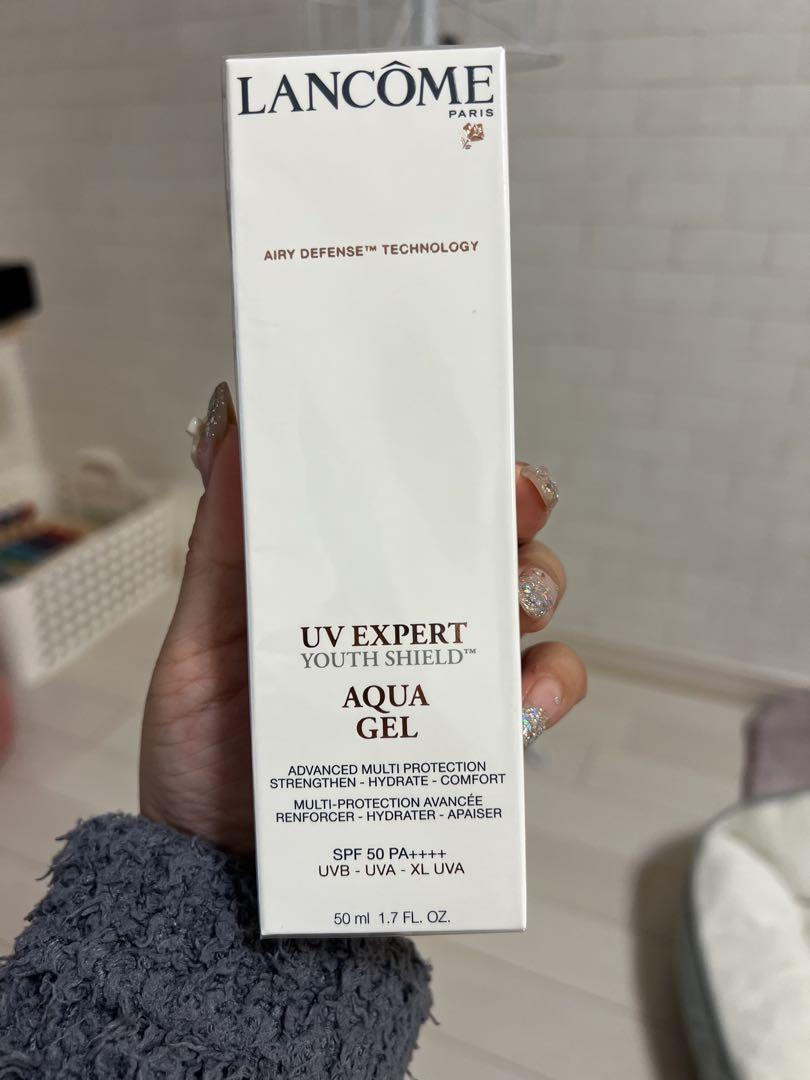 LANCÔME
PARIS
AIRY DEFENSE™ TECHNOLOGY
UV EXPERT
YOUTH SHIELD™
AQUA
GEL
ADVANCED MULTI PROTECTION
STRENGTHEN - HYDRATE - COMFORT
MULTI-PROTECTION AVANCÉE
RENFORCER - HYDRATER - APAISER
SPF 50 PA++++
UVB - UVA - XL UVA
50 ml 1.7 FL. OZ.